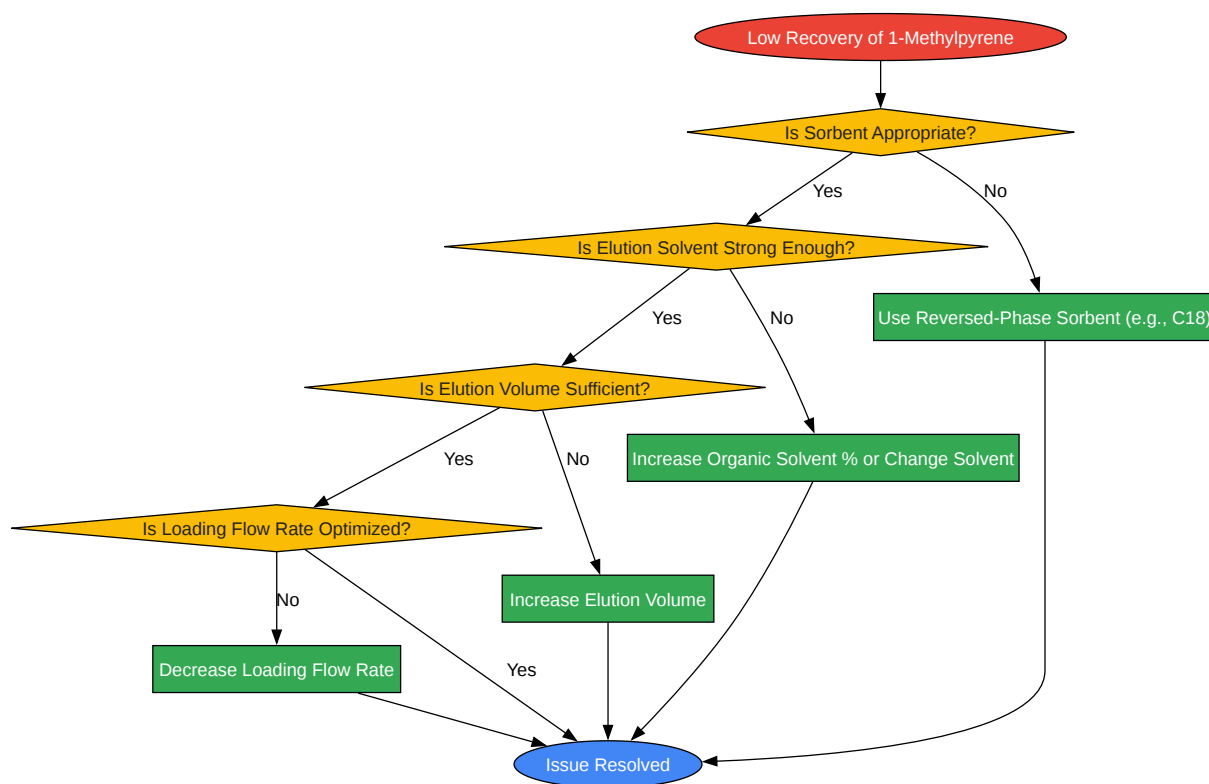 Low Recovery of 1-Methylpyrene
Is Sorbent Appropriate?
Yes
No
Is Elution Solvent Strong Enough?
Yes
No
Use Reversed-Phase Sorbent (e.g., C18)
Is Elution Volume Sufficient?
Yes
No
Increase Organic Solvent % or Change Solvent
Is Loading Flow Rate Optimized?
No
Increase Elution Volume
Decrease Loading Flow Rate
Yes
Issue Resolved